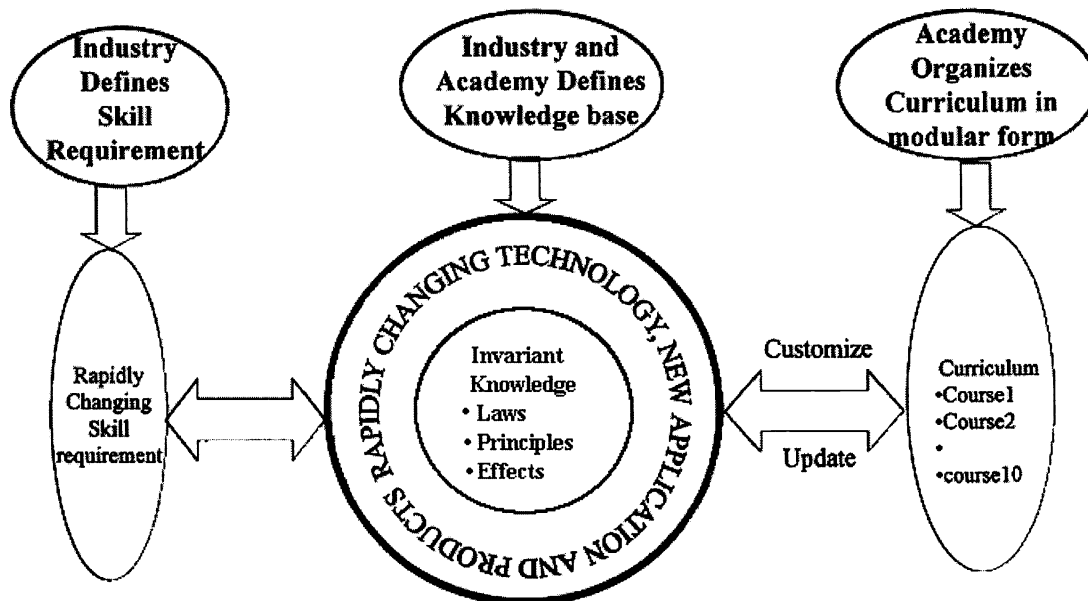 Industry
Defines
Skill
Requirement
Industry and
Academy Defines
Knowledge base
Academy
Organizes
Curriculum in
modular form
RAPIDLY CHANGING TECHNOLOGY, NEW APPLICATION AND PRODUCTS
Rapidly
Changing
Skill
requirement
Invariant
Knowledge
• Laws
• Principles
• Effects
Customize
Update
Curriculum
•Course1
•Course2
•
•course10